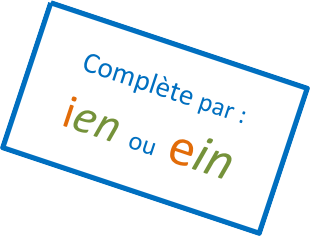 Complète par :
ien ou ein